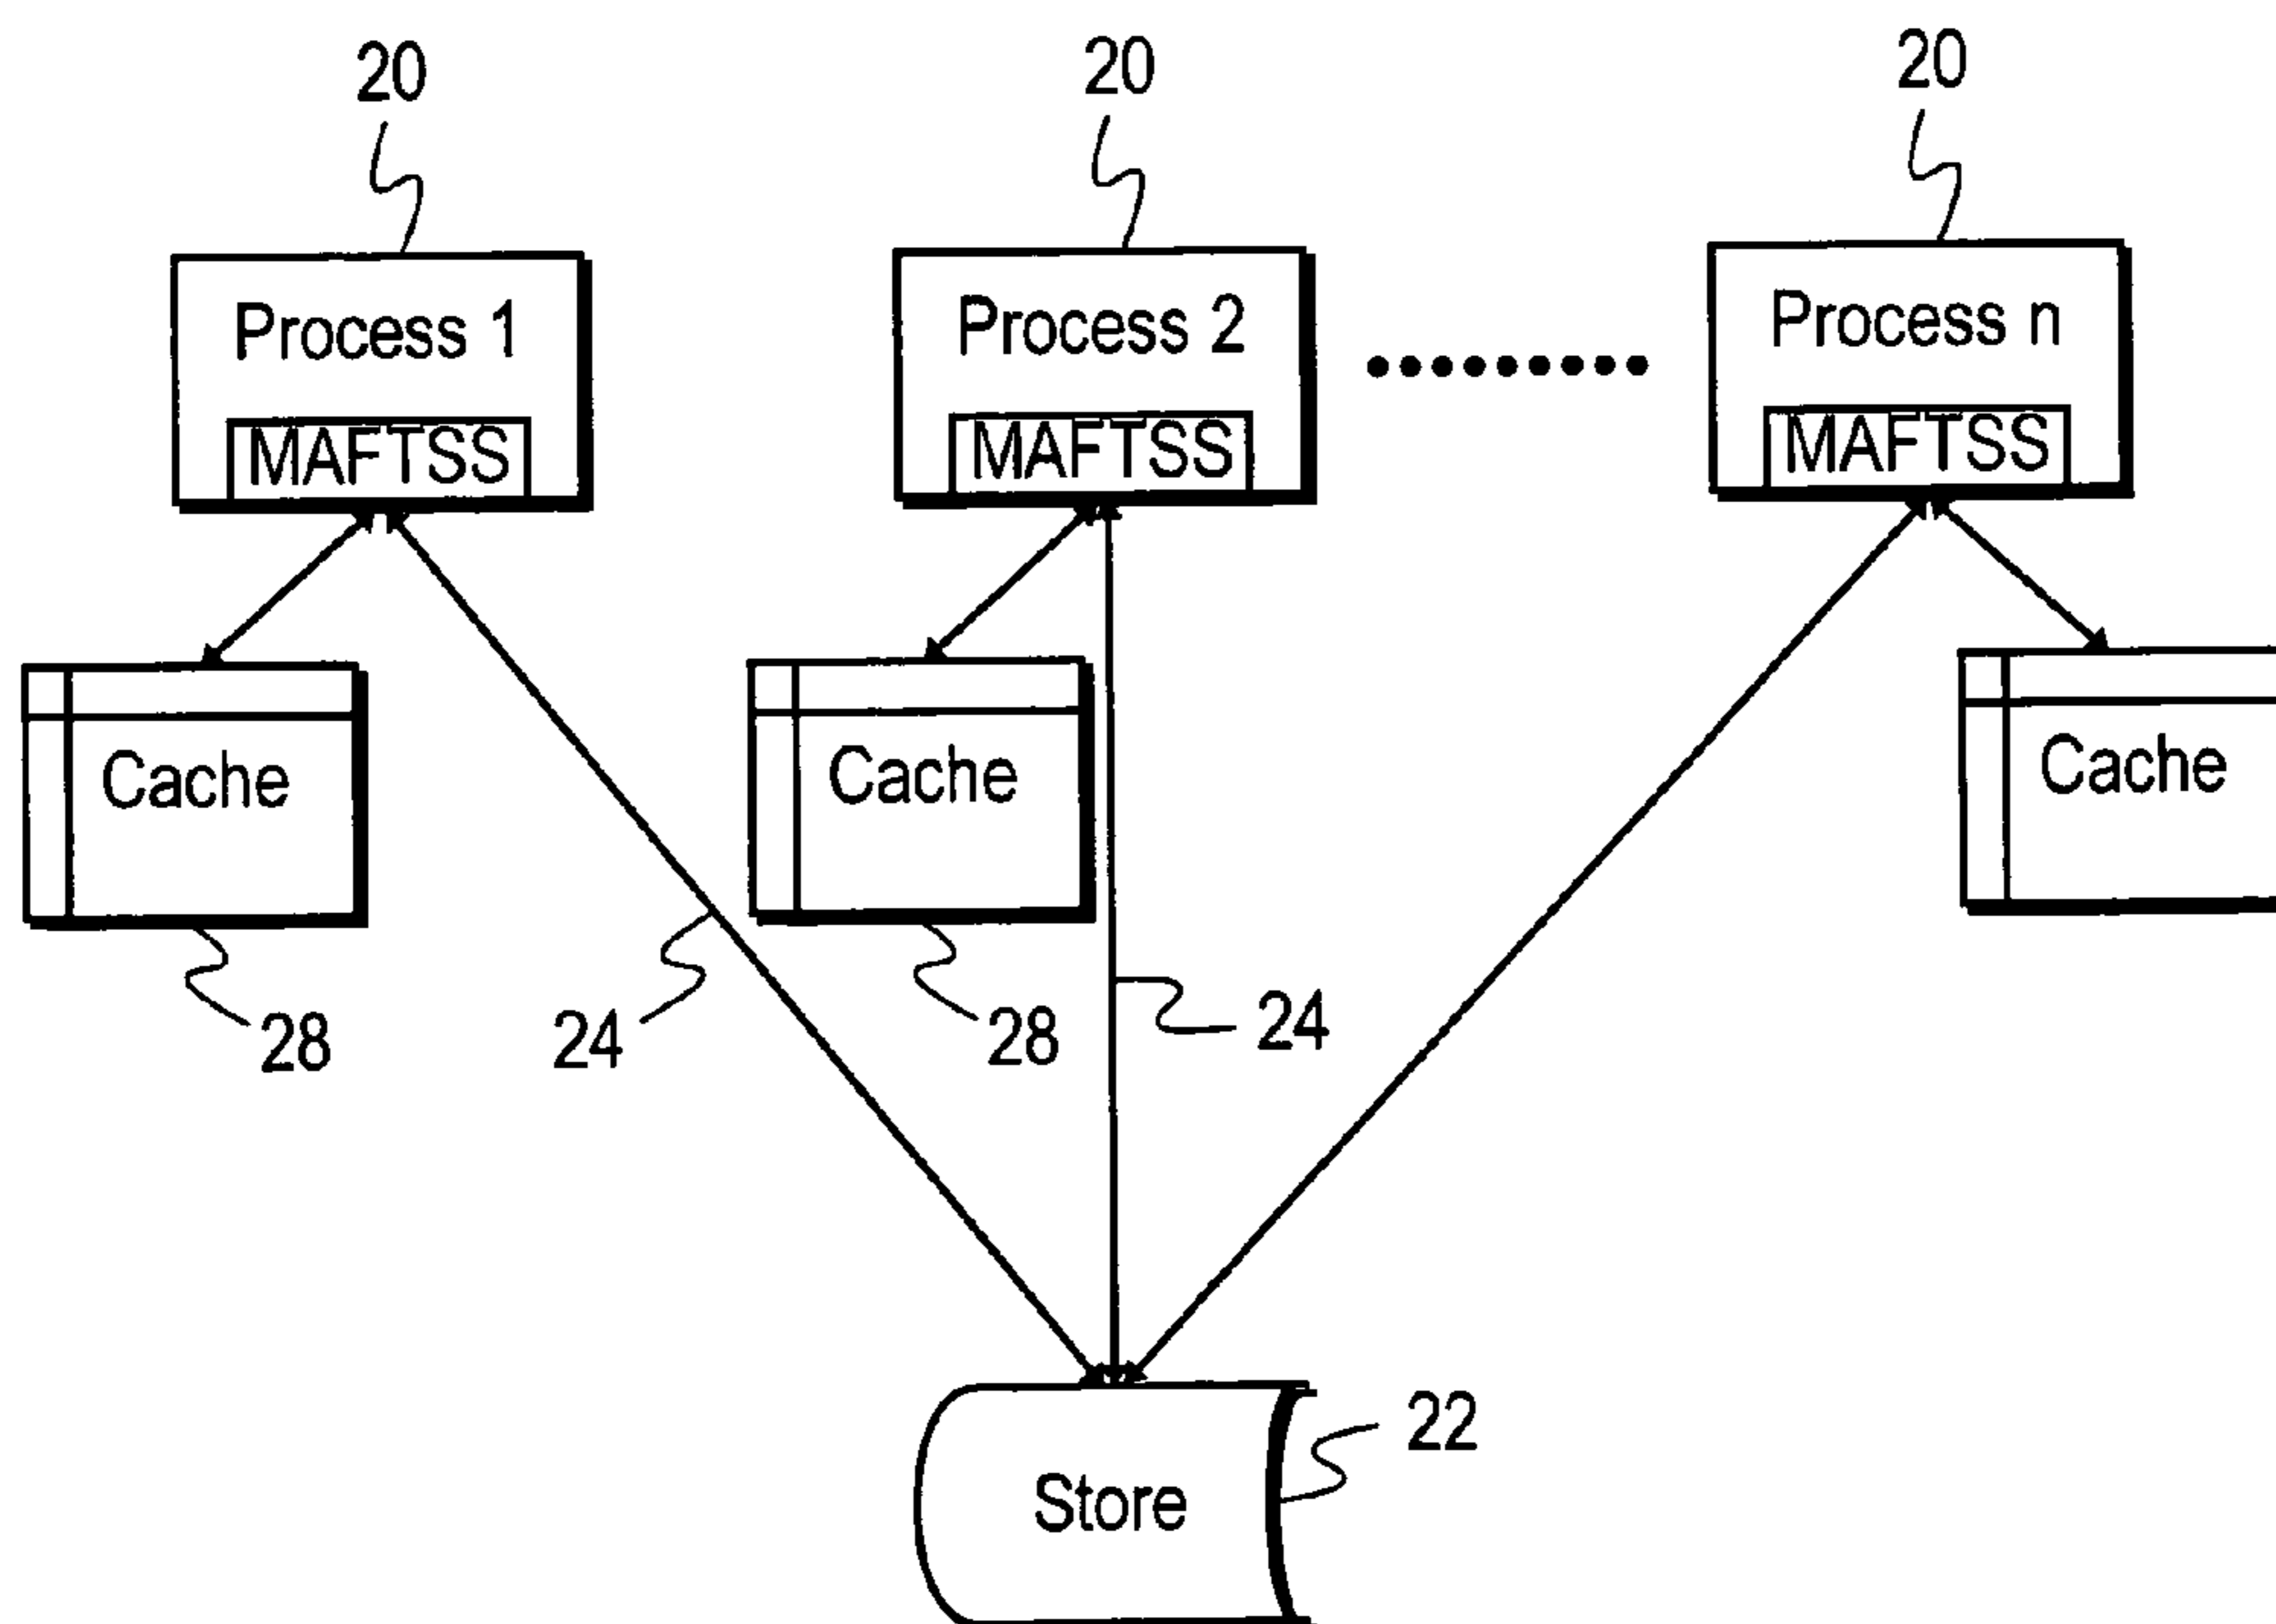 20 20 20
Process 1 Process 2 Process n
MAFTSS MAFTSS MAFTSS
Cache Cache Cache
28 24 28 24
22
Store